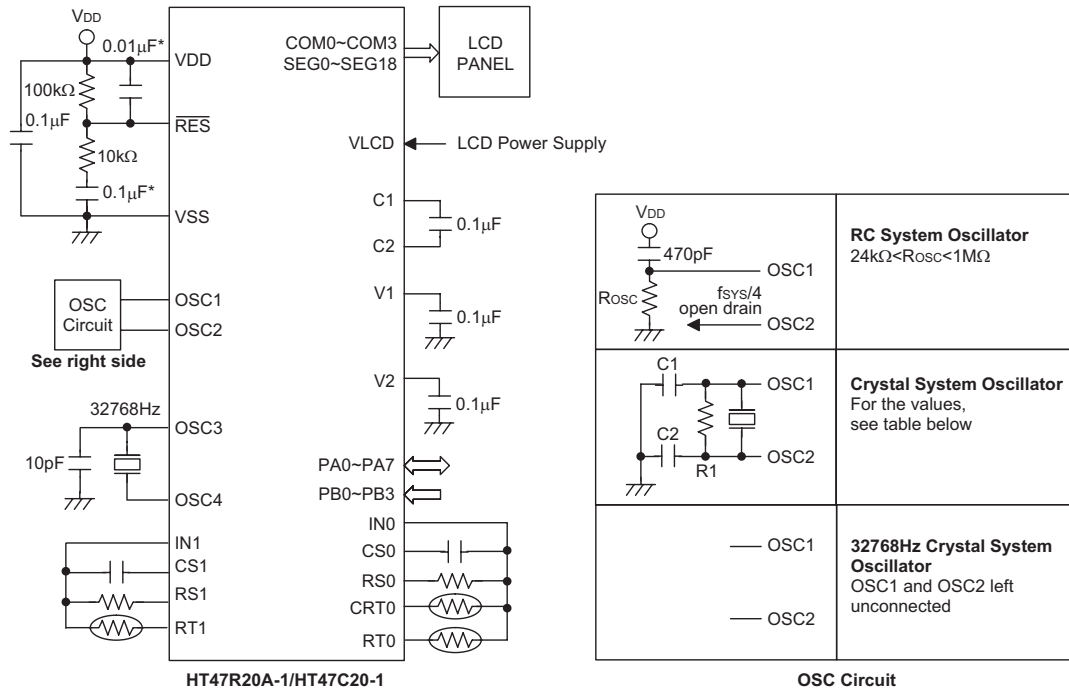 VDD
0.01μF*
VDD
100kΩ
0.1μF
RES
10kΩ
0.1μF*
VSS
OSC
Circuit
OSC1
OSC2
See right side
32768Hz
OSC3
10pF
OSC4
IN1
CS1
RS1
RT1
COM0~COM3
SEG0~SEG18
LCD
PANEL
VLCD
LCD Power Supply
C1
0.1μF
C2
V1
0.1μF
V2
0.1μF
PA0~PA7
PB0~PB3
IN0
CS0
RS0
CRT0
RT0
HT47R20A-1/HT47C20-1
VDD
470pF
OSC1
ROSC
fSYS/4
open drain
OSC2
RC System Oscillator
24kΩ<ROSC<1MΩ
C1
OSC1
C2
R1
OSC2
Crystal System Oscillator
For the values,
see table below
OSC1
OSC2
32768Hz Crystal System
Oscillator
OSC1 and OSC2 left
unconnected
OSC Circuit